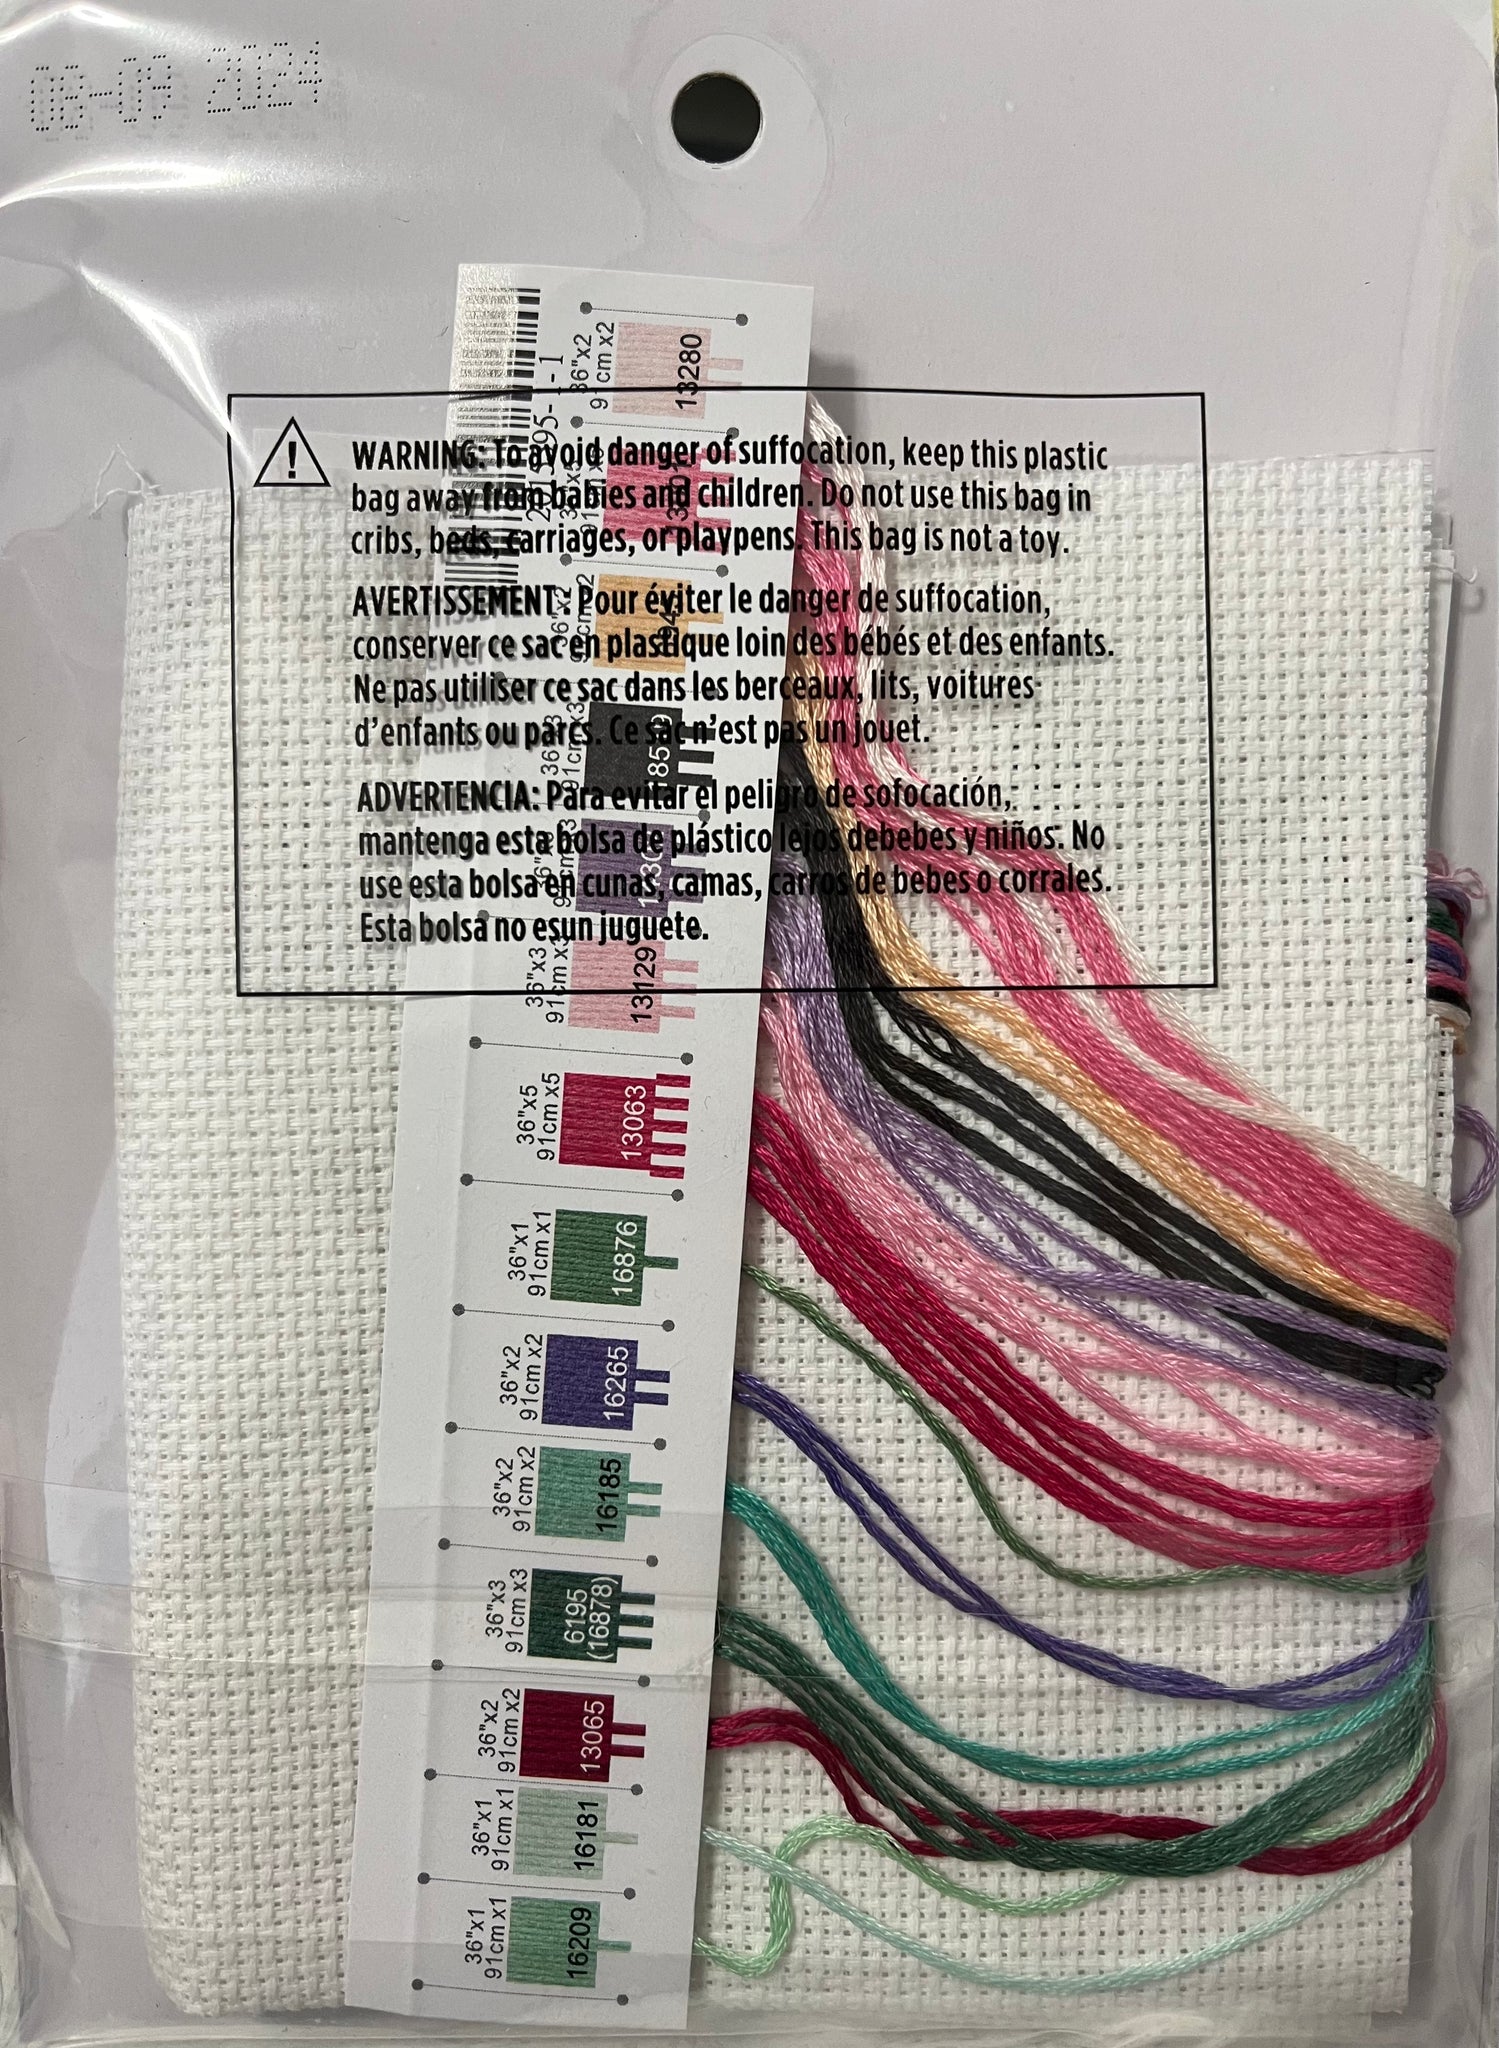 08-09 2024
WARNING: To avoid danger of suffocation, keep this plastic
bag away from babies and children. Do not use this bag in
cribs, beds, carriages, or playpens. This bag is not a toy.
AVERTISSEMENT: Pour éviter le danger de suffocation,
conserver ce sac en plastique loin des bébés et des enfants.
Ne pas utiliser ce sac dans les berceaux, lits, voitures
d'enfants ou parcs. Ce sac n'est pas un jouet.
ADVERTENCIA: Para evitar el peligro de sofocación,
mantenga esta bolsa de plástico lejos debebes y niños. No
use esta bolsa en cunas, camas, carros de bebes o corrales.
Esta bolsa no esun juguete.
36"x2
91cm x2
13280
36"x3
91cm x3
13129
36"x5
91cm x5
13063
36"x1
91cm x1
16876
36"x2
91cm x2
16265
36"x2
91cm x2
16185
36"x3
91cm x3
6195
(16878)
36"x2
91cm x2
13065
36"x1
91cm x1
16181
36"x1
91cm x1
16209